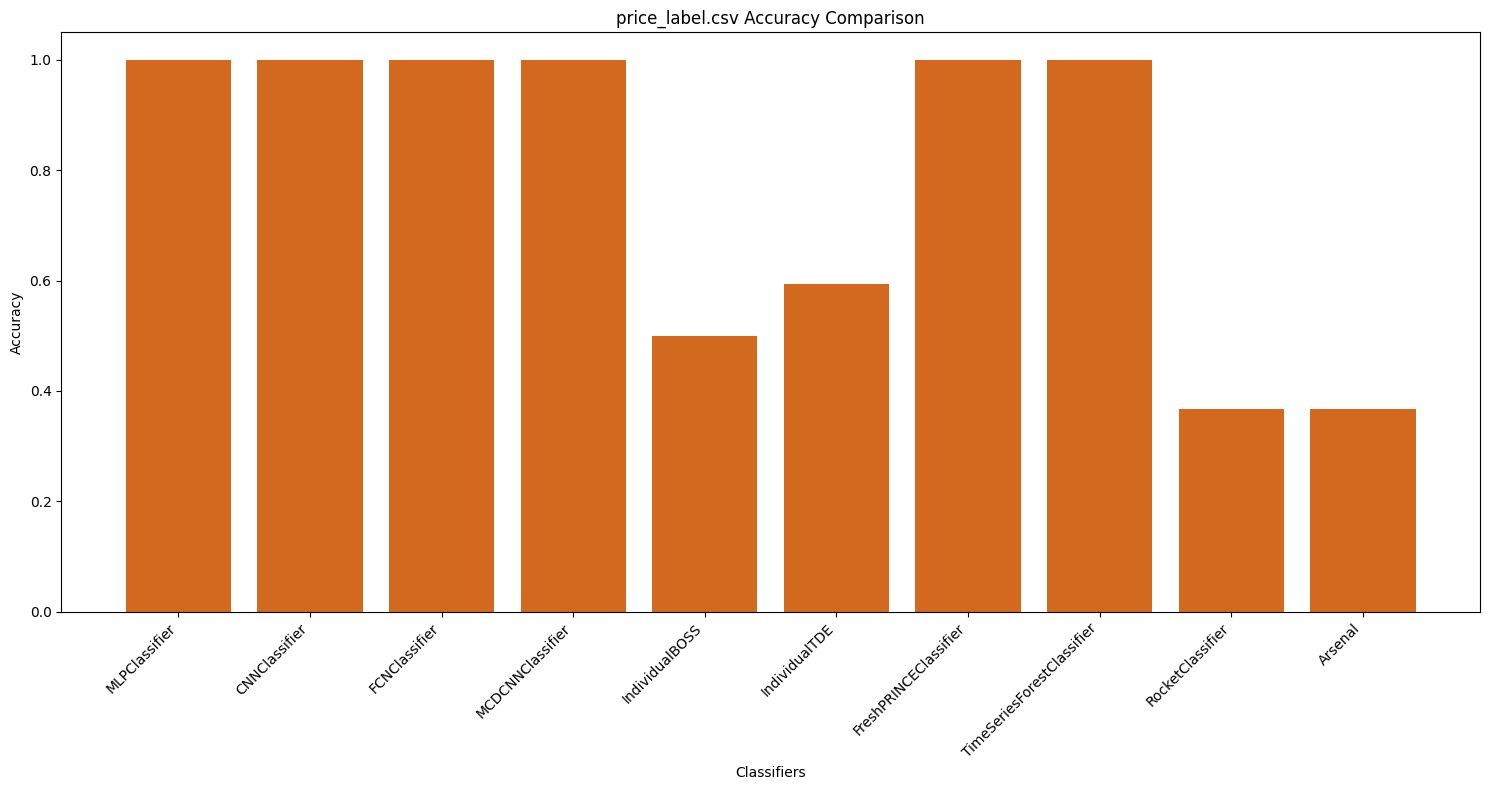 price_label.csv Accuracy Comparison
1.0
0.8
0.6
0.4
0.2
0.0
Accuracy
MLPClassifier
CNNClassifier
FCNClassifier
MCDCNNClassifier
IndividualBOSS
IndividualTDE
FreshPRINCEClassifier
TimeSeriesForestClassifier
RocketClassifier
Arsenal
Classifiers